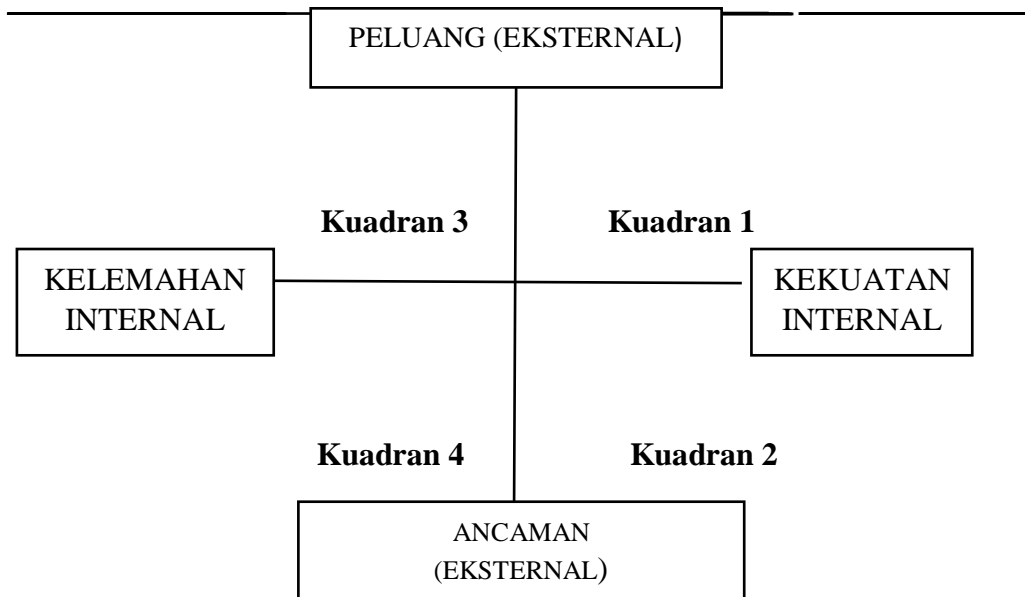 PELUANG (EKSTERNAL)
Kuadran 3
Kuadran 1
KELEMAHAN
INTERNAL
KEKUATAN
INTERNAL
Kuadran 4
Kuadran 2
ANCAMAN
(EKSTERNAL)